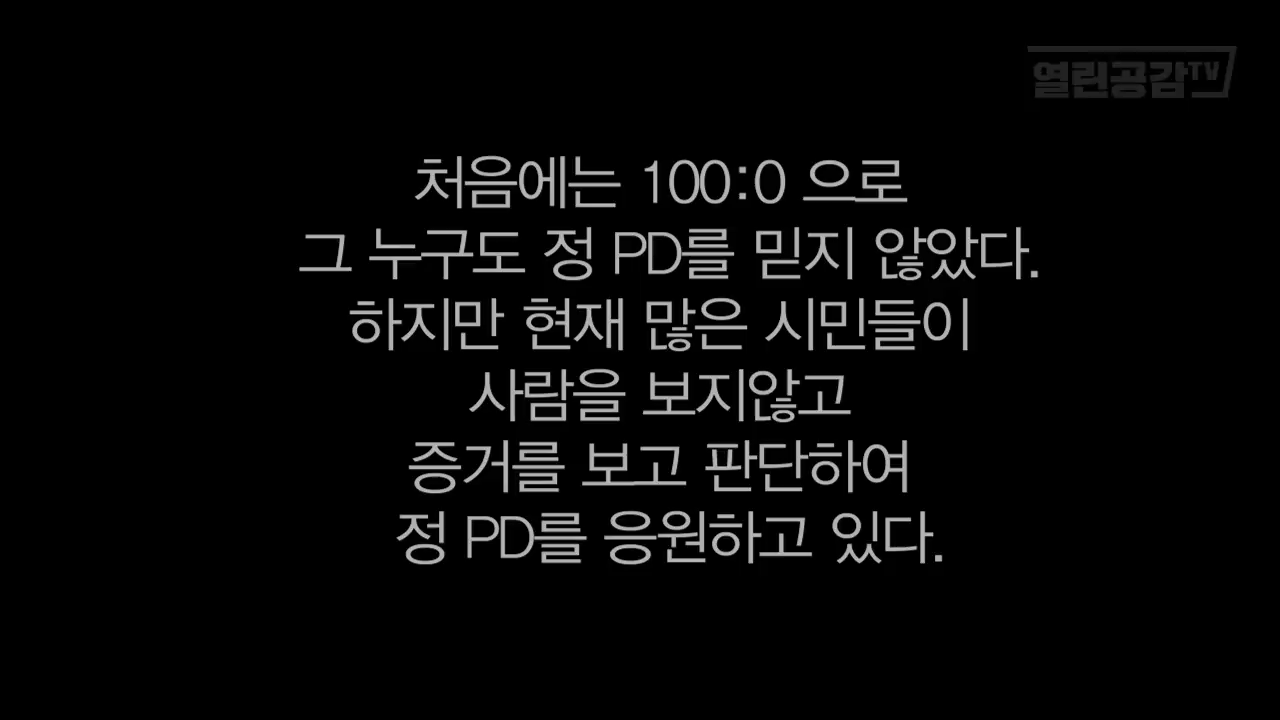 열린공감TV
처음에는 100:0 으로
그 누구도 정 PD를 믿지 않았다.
하지만 현재 많은 시민들이
사람을 보지않고
증거를 보고 판단하여
정 PD를 응원하고 있다.